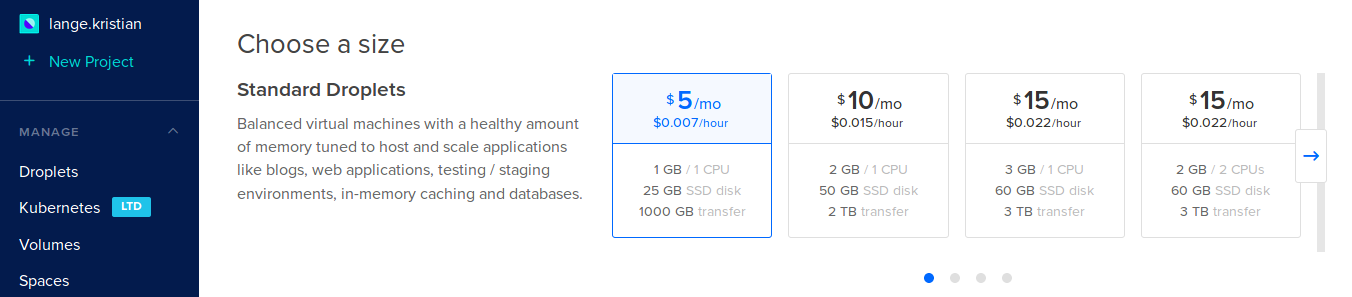 lange.kristian
+ New Project
MANAGE
Droplets
Kubernetes LTD
Volumes
Spaces
Choose a size
Standard Droplets
Balanced virtual machines with a healthy amount
of memory tuned to host and scale applications
like blogs, web applications, testing / staging
environments, in-memory caching and databases.
$5/mo
$0.007/hour
1 GB / 1 CPU
25 GB SSD disk
1000 GB transfer
$10/mo
$0.015/hour
2 GB / 1 CPU
50 GB SSD disk
2 TB transfer
$15/mo
$0.022/hour
3 GB / 1 CPU
60 GB SSD disk
3 TB transfer
$15/mo
$0.022/hour
2 GB / 2 CPUs
60 GB SSD disk
3 TB transfer